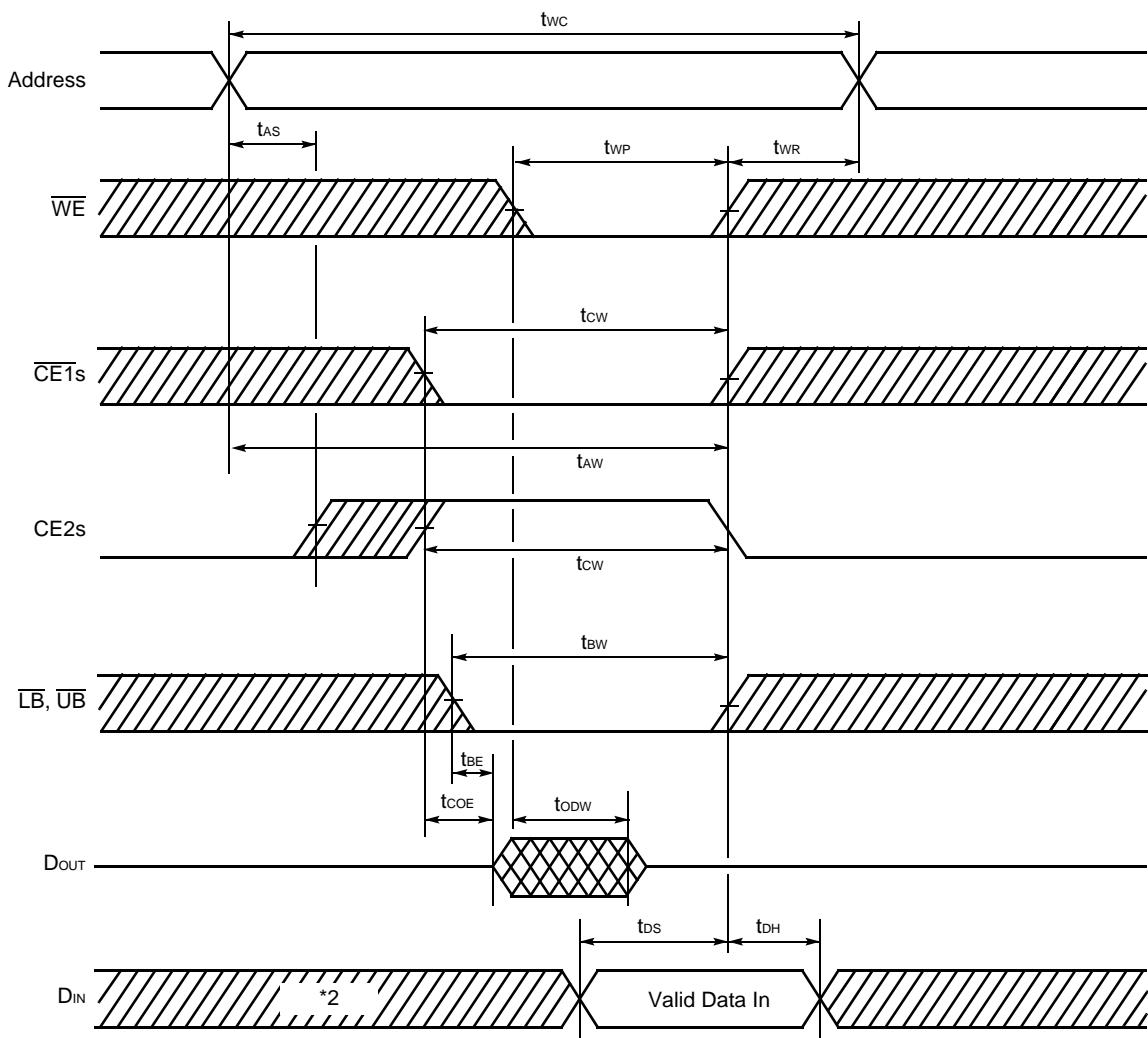 tWC
Address
tAS
tWP
tWR
WE
tCW
CE1s
tAW
CE2s
tCW
tBW
LB, UB
tBE
tCOE
tODW
DOUT
tDS
tDH
DIN
*2
Valid Data In